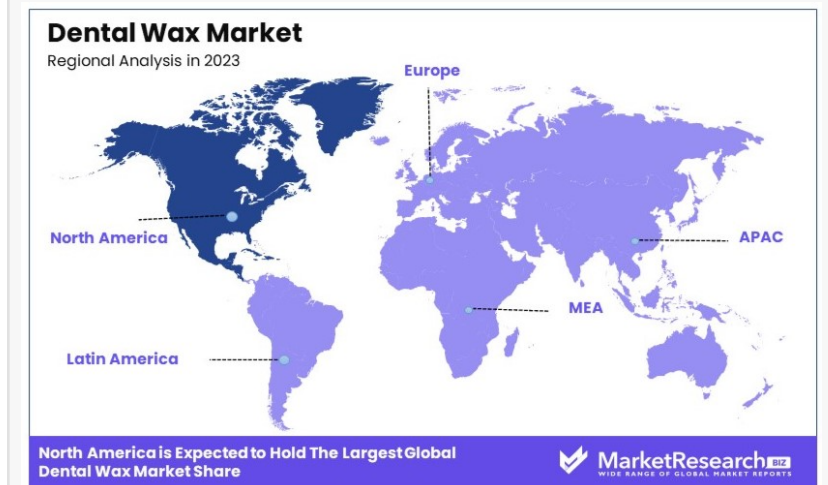 Dental Wax Market
Regional Analysis in 2023
Europe
North America
APAC
MEA
Latin America
North America is Expected to Hold The Largest Global
Dental Wax Market Share
MarketResearch BIZ
WIDE RANGE OF GLOBAL MARKET REPORTS